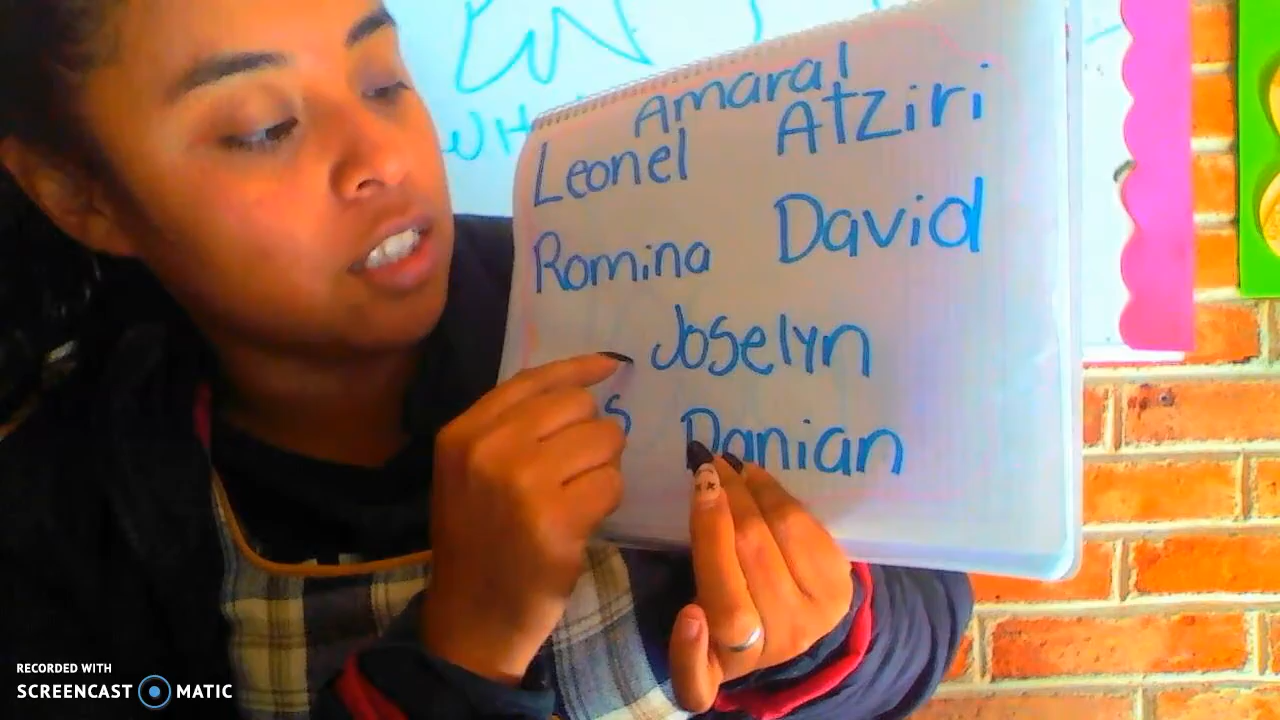 Amaral
Leonel Atziri
Romina David
Joselyn
Danian
RECORDED WITH
SCREENCAST MATIC